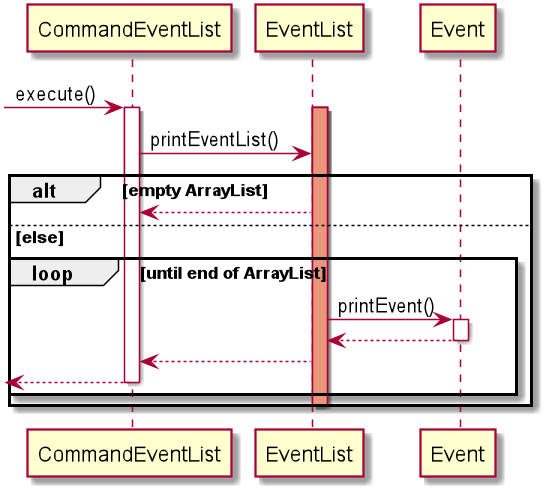 CommandEventList
EventList
Event
execute()
printEventList()
alt
[empty ArrayList]
[else]
loop
[until end of ArrayList]
printEvent()
CommandEventList
EventList
Event